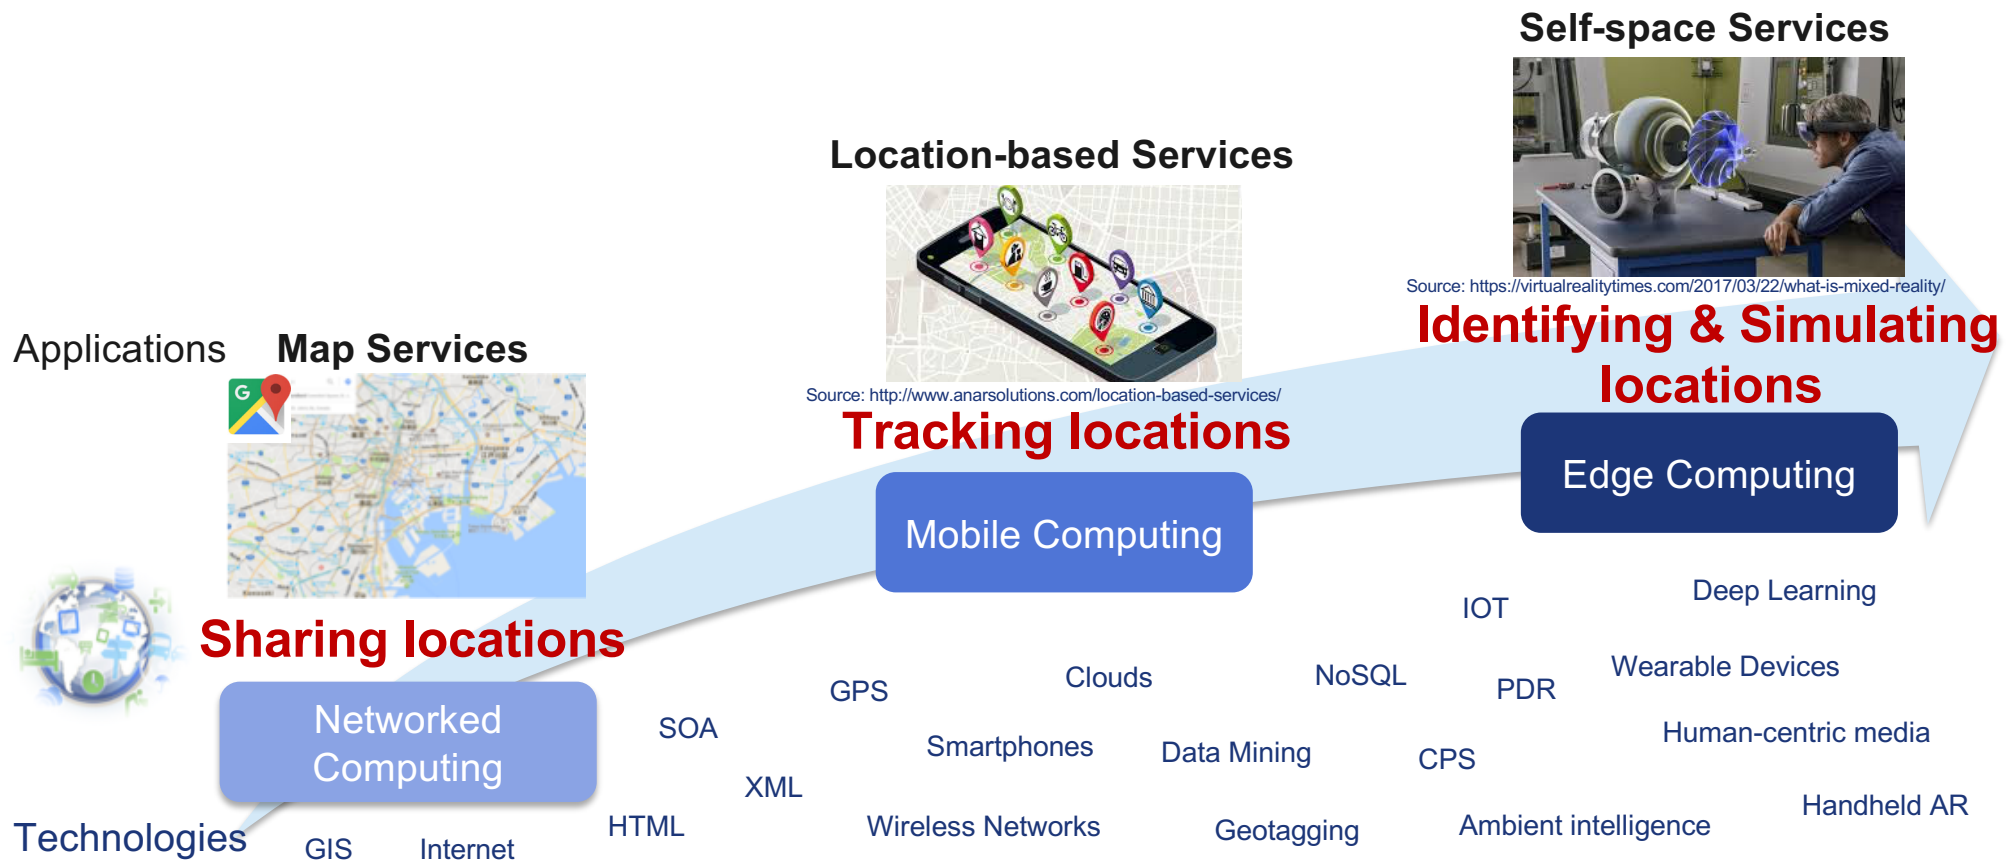 Self-space Services
Location-based Services
Source: https://virtualrealitytimes.com/2017/03/22/what-is-mixed-reality/
Identifying & Simulating
locations
Applications
Map Services
G
Source: http://www.anarsolutions.com/location-based-services/
Tracking locations
Edge Computing
Mobile Computing
Sharing locations
Networked
Computing
Deep Learning
IOT
Wearable Devices
Clouds
NoSQL
PDR
GPS
SOA
Human-centric media
Smartphones
Data Mining
CPS
XML
Handheld AR
HTML
Wireless Networks
Geotagging
Ambient intelligence
Technologies
GIS
Internet